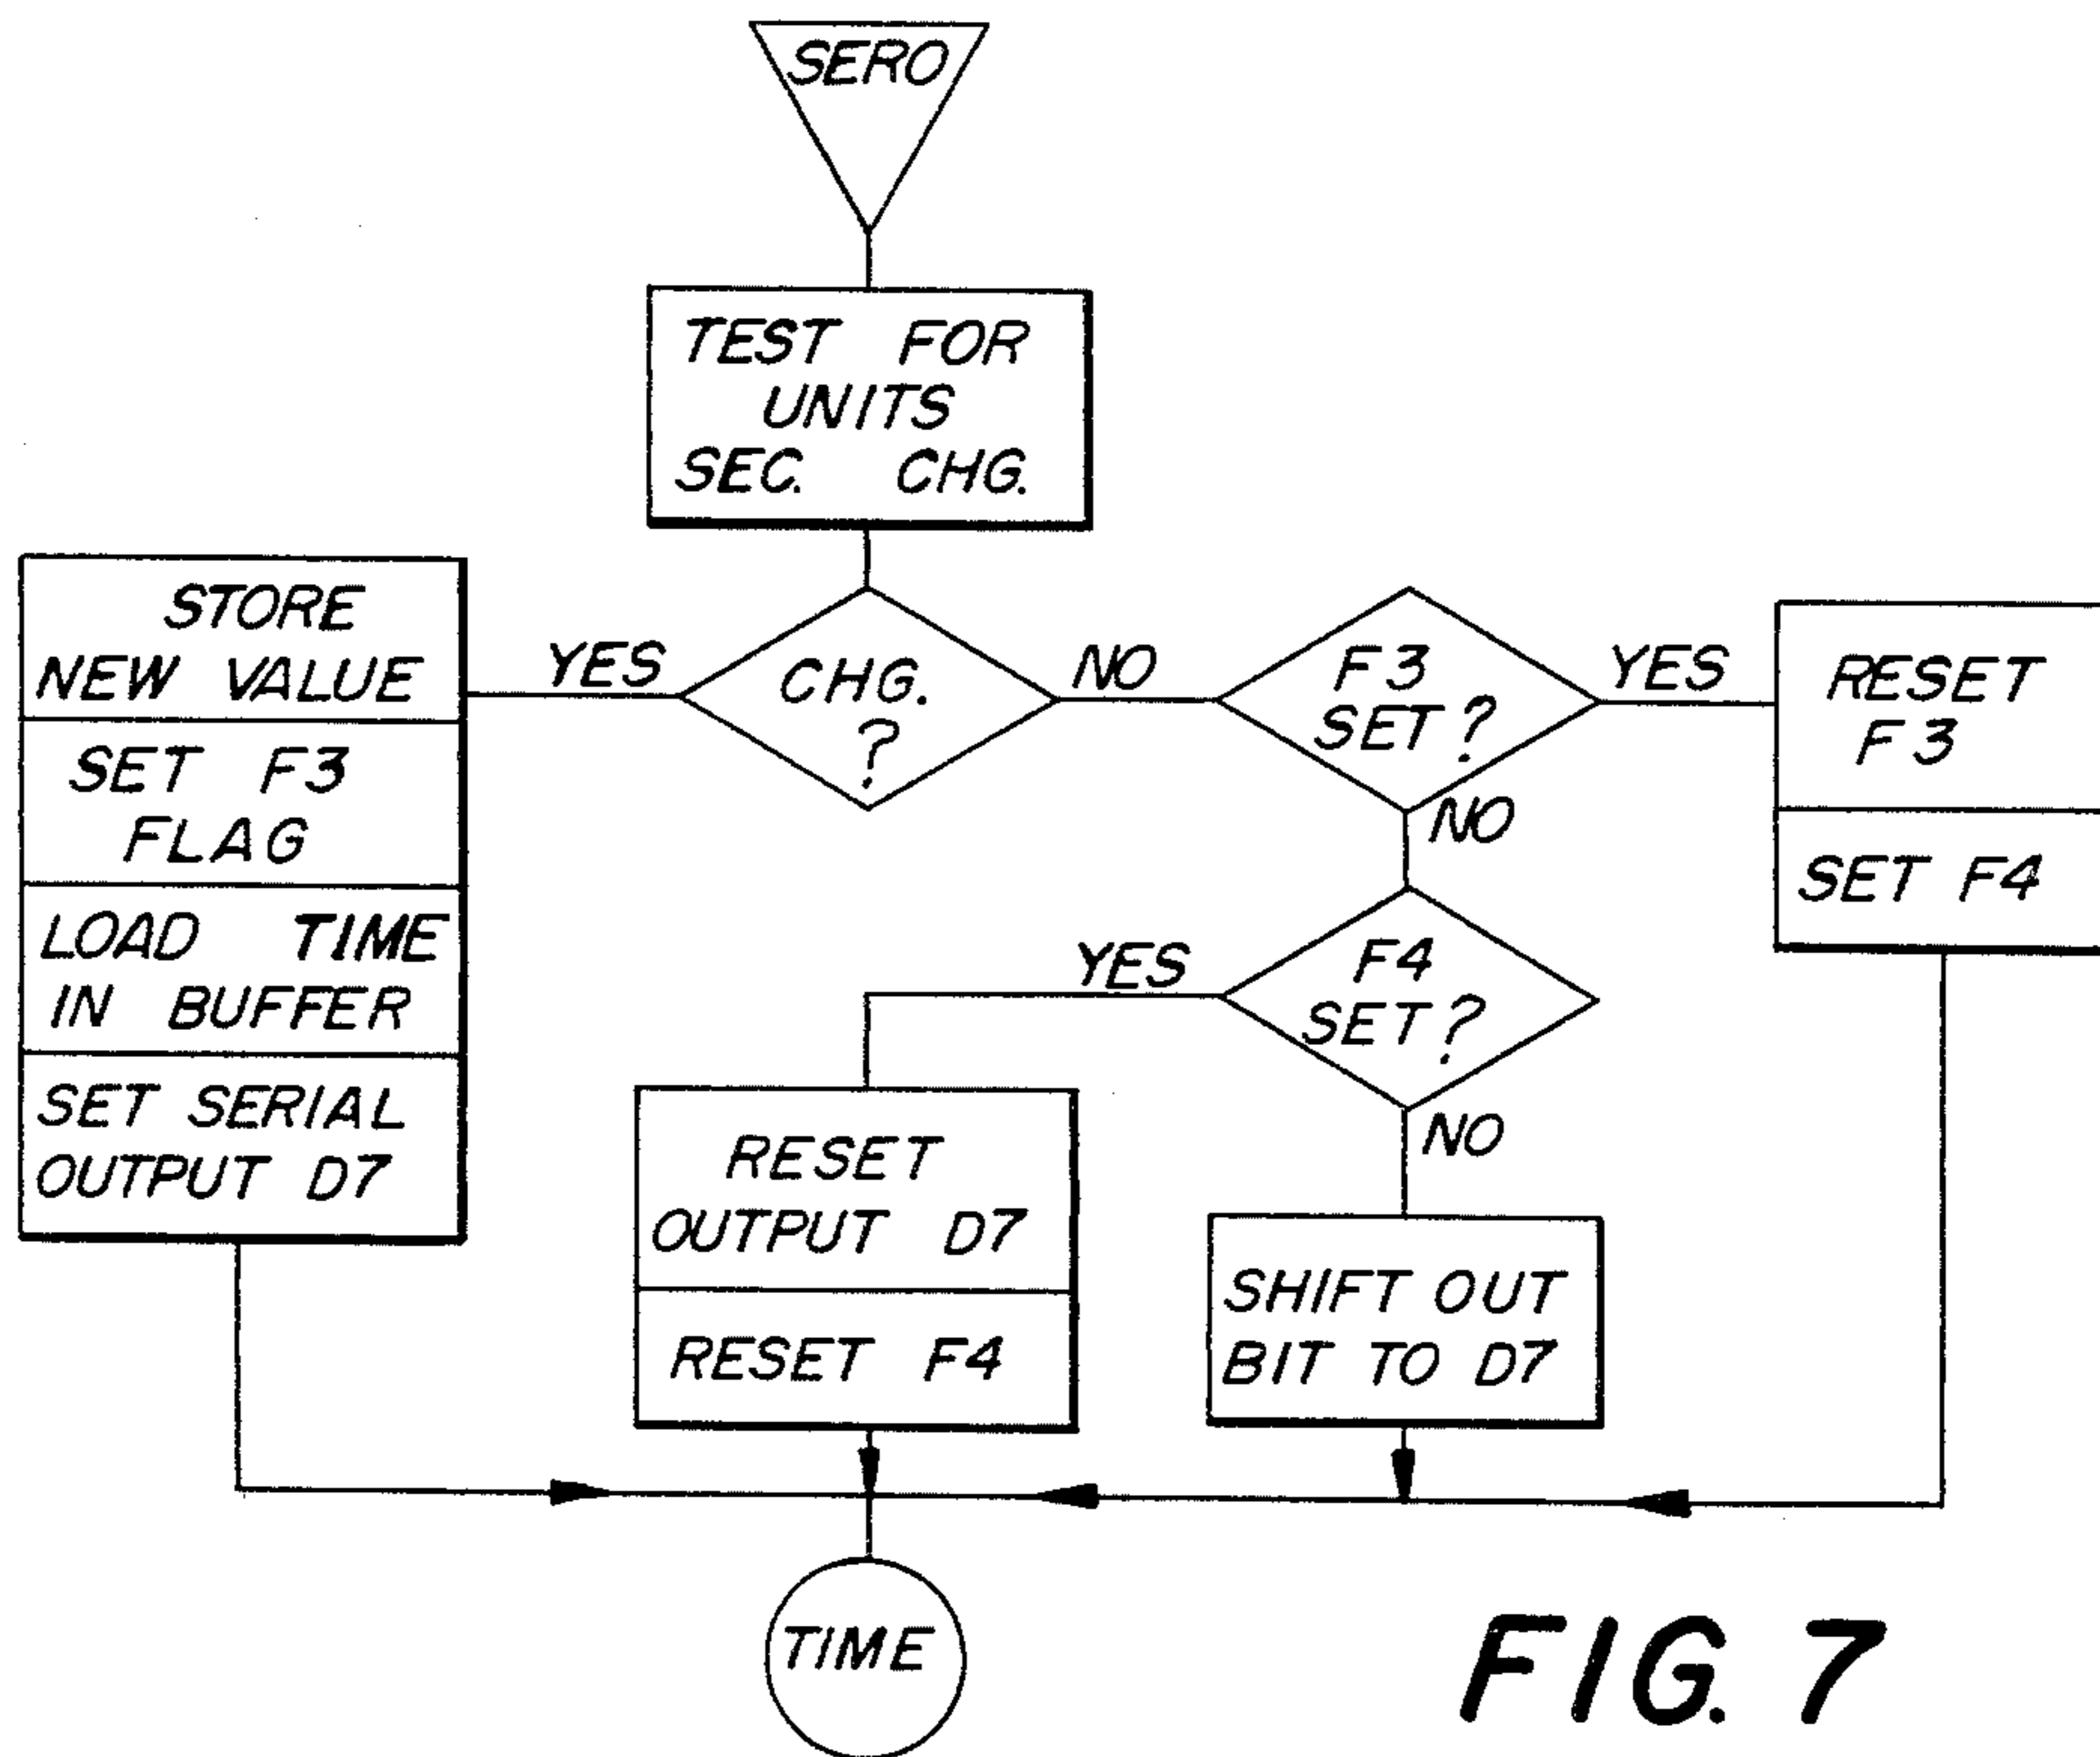 SERO
TEST FOR
UNITS
SEC. CHG.
STORE
NEW VALUE
SET F3
FLAG
LOAD TIME
IN BUFFER
SET SERIAL
OUTPUT D7
YES
CHG.
?
NO
F3
SET?
YES
RESET
F3
SET F4
NO
F4
SET?
YES
NO
RESET
OUTPUT D7
RESET F4
SHIFT OUT
BIT TO D7
TIME
FIG. 7